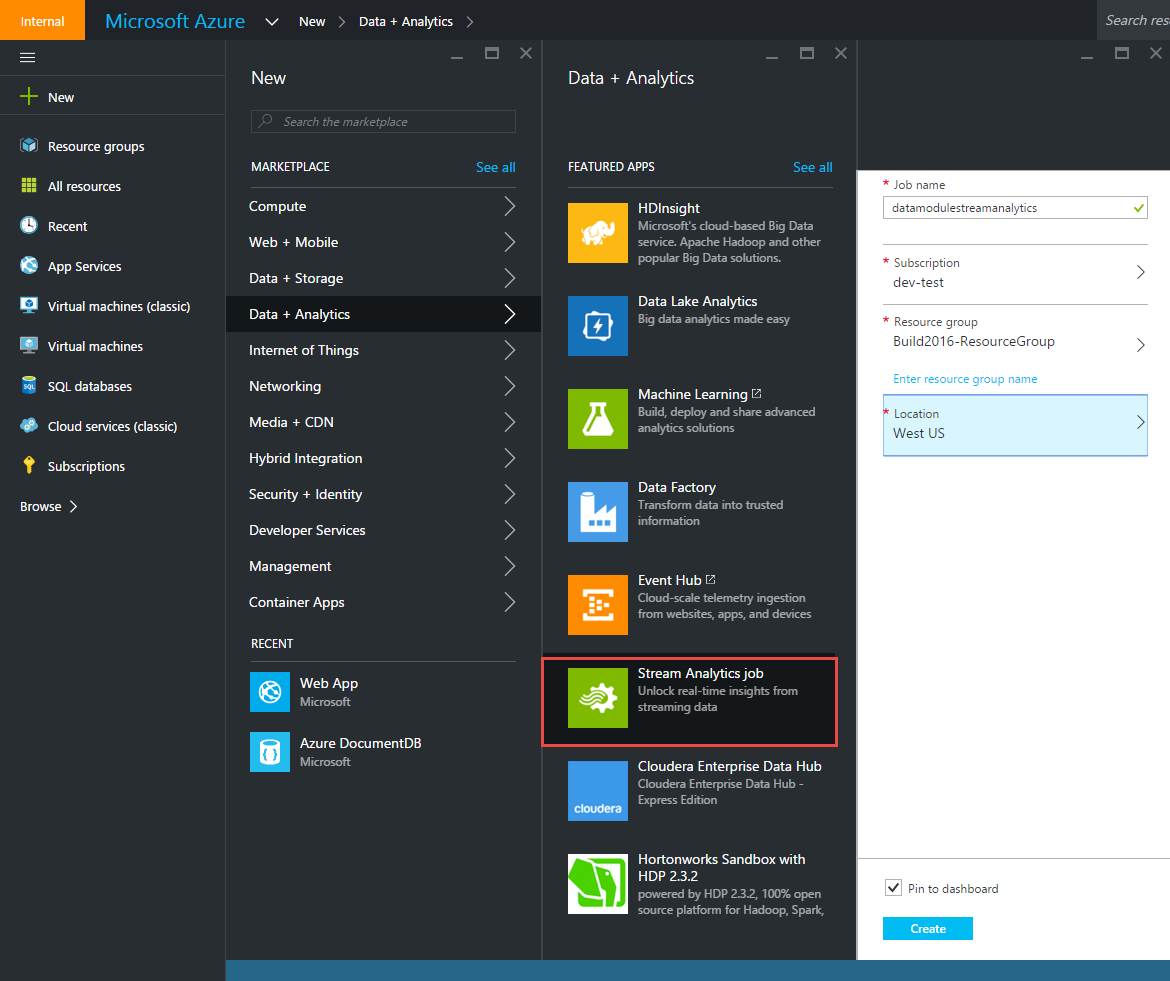 Internal
Microsoft Azure
New
Data + Analytics
Search res
New
Resource groups
All resources
Recent
App Services
Virtual machines (classic)
Virtual machines
SQL
SQL databases
Cloud services (classic)
Subscriptions
Browse
New
Search the marketplace
MARKETPLACE
See all
Compute
Web + Mobile
Data + Storage
Data + Analytics
Internet of Things
Networking
Media + CDN
Hybrid Integration
Security + Identity
Developer Services
Management
Container Apps
RECENT
Web App
Microsoft
Azure DocumentDB
Microsoft
Data + Analytics
FEATURED APPS
See all
HDInsight
Microsoft's cloud-based Big Data
service. Apache Hadoop and other
popular Big Data solutions.
Data Lake Analytics
Big data analytics made easy
Machine Learning
Build, deploy and share advanced
analytics solutions
Data Factory
Transform data into trusted
information
Event Hub
Cloud-scale telemetry ingestion
from websites, apps, and devices
Stream Analytics job
Unlock real-time insights from
streaming data
cloudera
Cloudera Enterprise Data Hub
Cloudera Enterprise Data Hub -
Express Edition
Hortonworks Sandbox with
HDP 2.3.2
powered by HDP 2.3.2, 100% open
source platform for Hadoop, Spark,
* Job name
datamodulestreamanalytics
* Subscription
dev-test
* Resource group
Build2016-ResourceGroup
Enter resource group name
* Location
West US
Pin to dashboard
Create